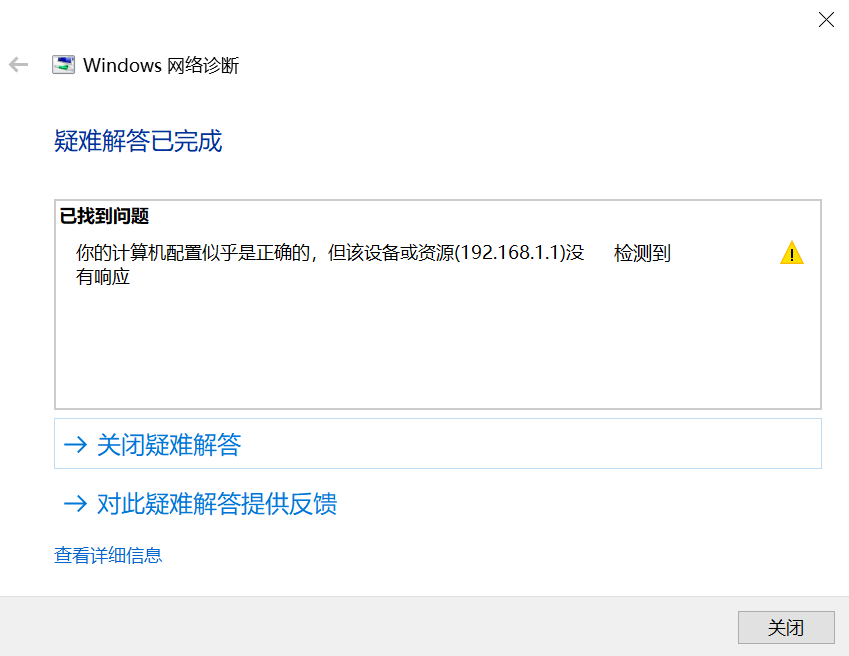 Windows 网络诊断
疑难解答已完成
已找到问题
你的计算机配置似乎是正确的，但该设备或资源(192.168.1.1)没 检测到
有响应
关闭疑难解答
对此疑难解答提供反馈
查看详细信息
关闭